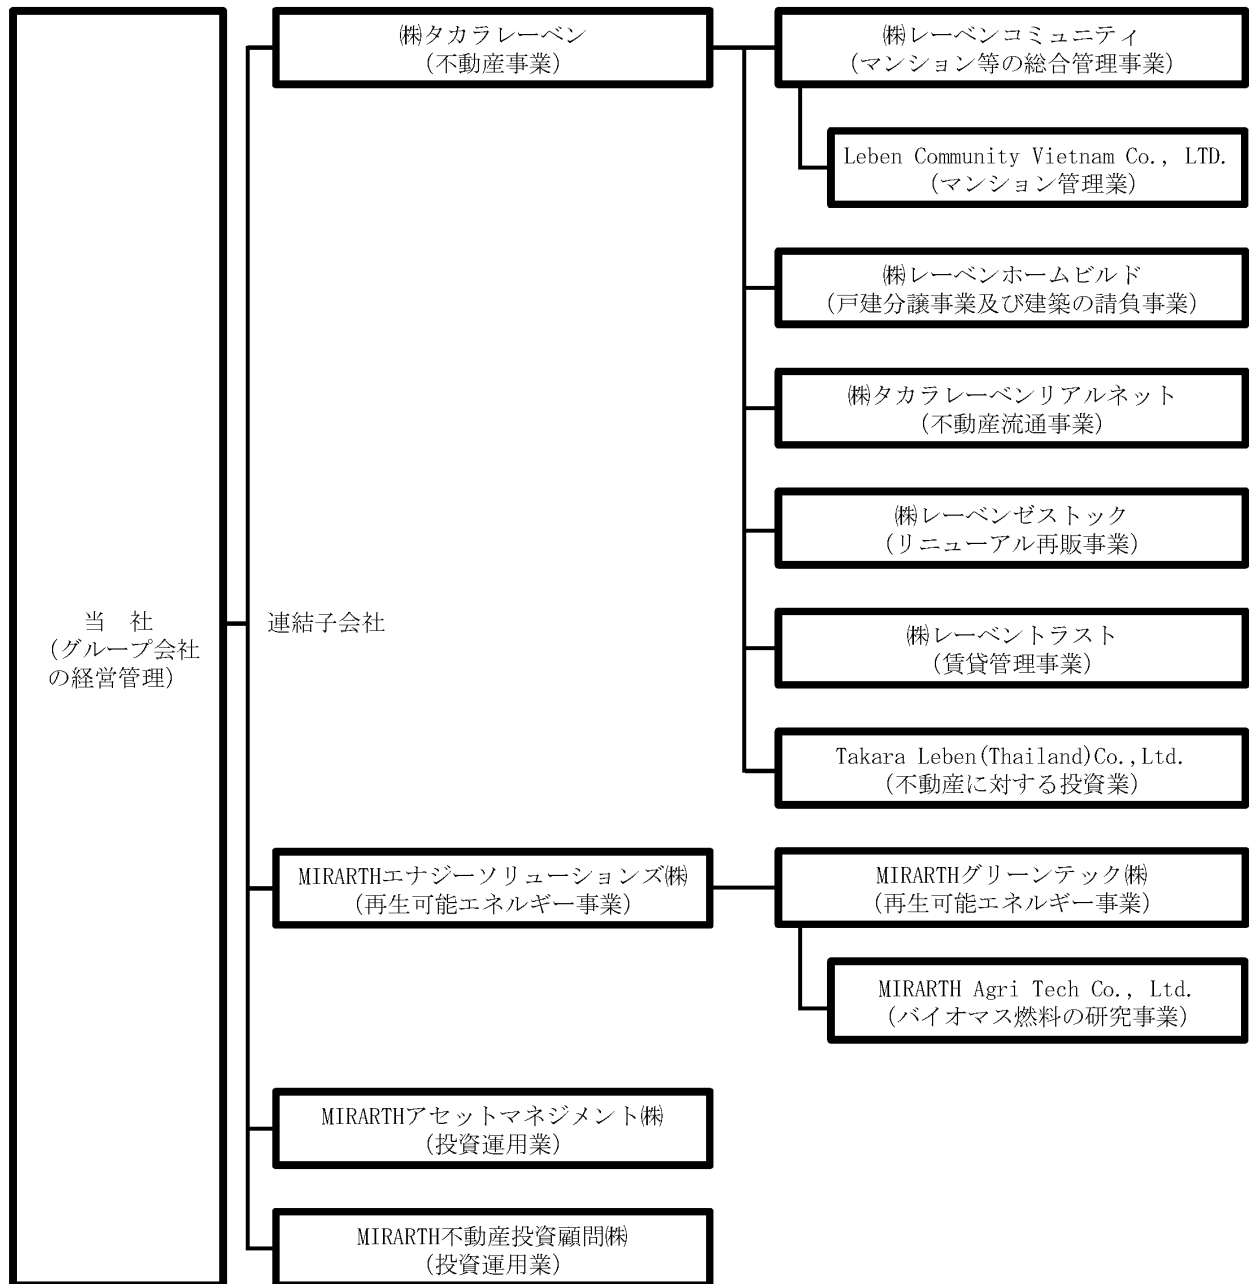 当　社
(グループ会社
の経営管理)
連結子会社
㈱タカラレーベン
(不動産事業)
㈱レーベンコミュニティ
(マンション等の総合管理事業)
Leben Community Vietnam Co., LTD.
(マンション管理業)
㈱レーベンホームビルド
(戸建分譲事業及び建築の請負事業)
㈱タカラレーベンリアルネット
(不動産流通事業)
㈱レーベンゼストック
(リニューアル再販事業)
㈱レーベントラスト
(賃貸管理事業)
Takara Leben(Thailand)Co.,Ltd.
(不動産に対する投資業)
MIRARTHエナジーソリューションズ㈱
(再生可能エネルギー事業)
MIRARTHグリーンテック㈱
(再生可能エネルギー事業)
MIRARTH Agri Tech Co., Ltd.
(バイオマス燃料の研究事業)
MIRARTHアセットマネジメント㈱
(投資運用業)
MIRARTH不動産投資顧問㈱
(投資運用業)